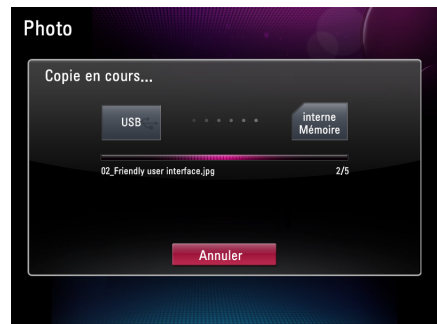 Photo
Copie en cours...
USB
interne
Mémoire
02_Friendly user interface.jpg
2/5
Annuler